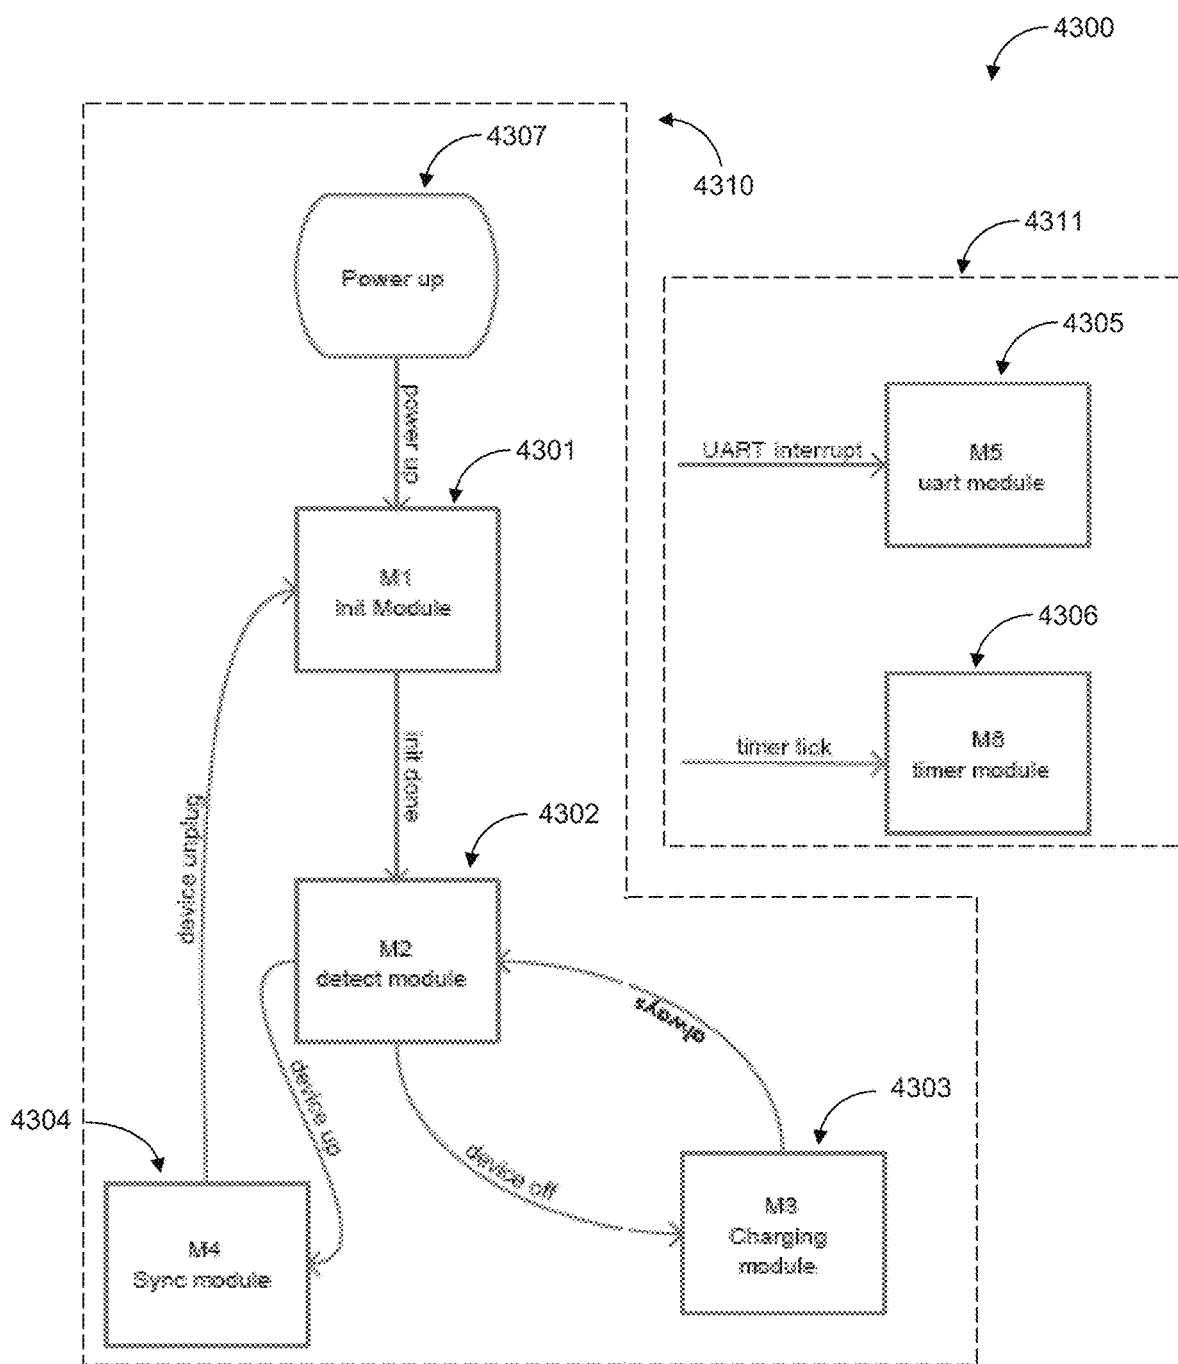 4300
4307
4310
Power up
4311
power up
4305
4301
UART interrupt
M5
uart module
M1
Init Module
4306
timer tick
M6
timer module
init done
device unplug
4302
M2
detect module
always
device up
4303
4304
device off
M3
Charging
module
M4
Sync module